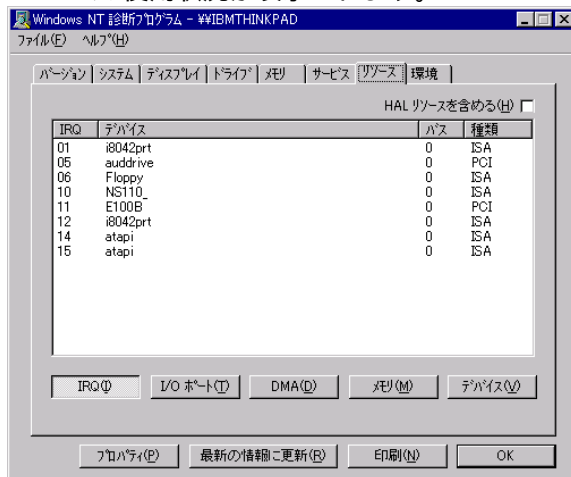 Windows NT 診断ﾌﾟﾛｸﾞﾗﾑ - ¥¥IBMTHINKPAD
ﾌｧｲﾙ(F) ﾍﾙﾌﾟ(H)
ﾊﾞｰｼﾞｮﾝ システム ﾃﾞｨｽﾌﾟﾚｲ ﾄﾞﾗｲﾌﾞ ﾒﾓﾘ サービス リソース 環境
HAL リソースを含める(H)
IRQ ﾃﾞﾊﾞｲｽ ﾊﾞｽ 種類
01 i8042prt 0 ISA
05 auddrive 0 PCI
06 Floppy 0 ISA
10 NS110_ 0 ISA
11 E100B 0 PCI
12 i8042prt 0 ISA
14 atapi 0 ISA
15 atapi 0 ISA
IRQ(I) I/O ﾎﾟｰﾄ(T) DMA(D) ﾒﾓﾘ(M) ﾃﾞﾊﾞｲｽ(V)
ﾌﾟﾛﾊﾟﾃｨ(P) 最新の情報に更新(R) 印刷(N) OK